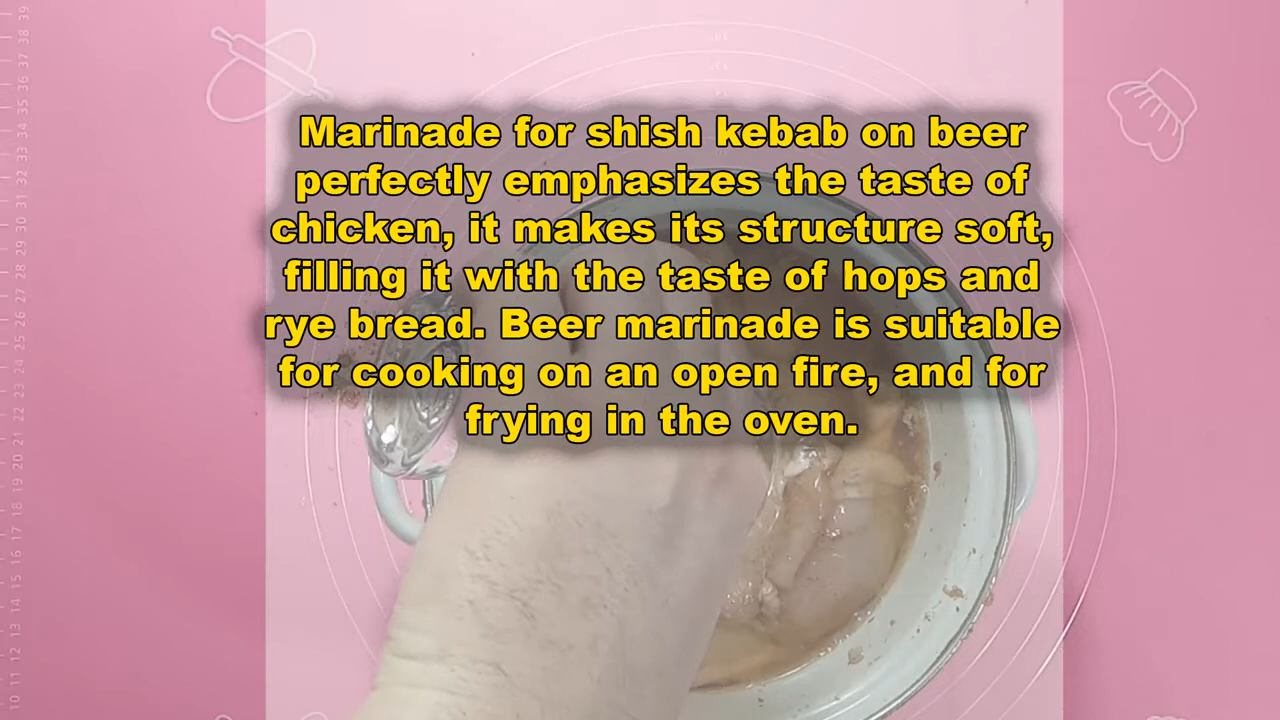 Marinade for shish kebab on beer
perfectly emphasizes the taste of
chicken, it makes its structure soft,
filling it with the taste of hops and
rye bread. Beer marinade is suitable
for cooking on an open fire, and for
frying in the oven.